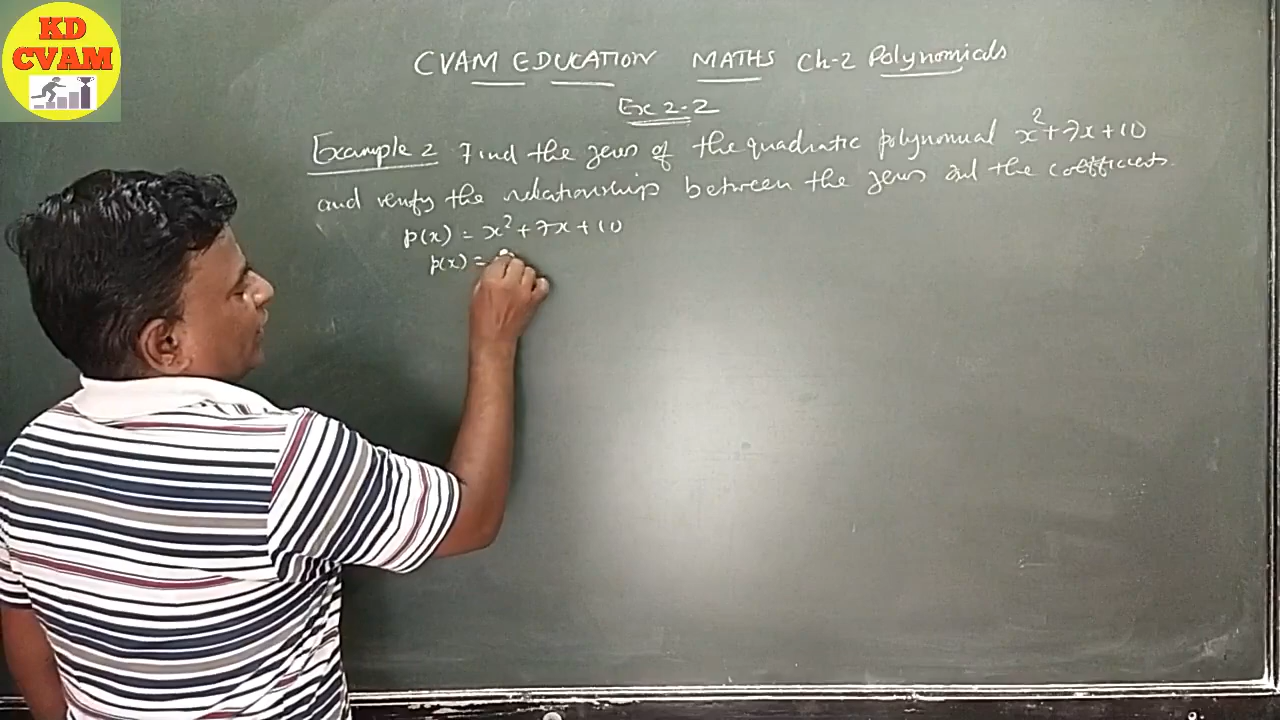 KD
CVAM
CVAM EDUCATION MATHS Ch-2 Polynomials
Ex 2-2
Example 2 Find the zeros of the quadratic polynomial x²+7x+10
and verify the relationship between the zeros and the coefficients.
p(x) = x²+7x+10
p(x) =